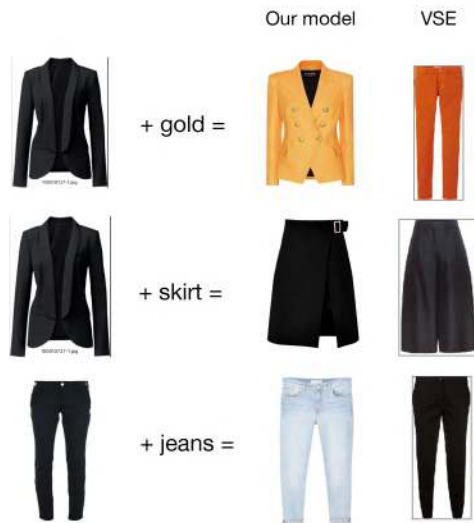 Our model VSE
+ gold =
+ skirt =
+ jeans =